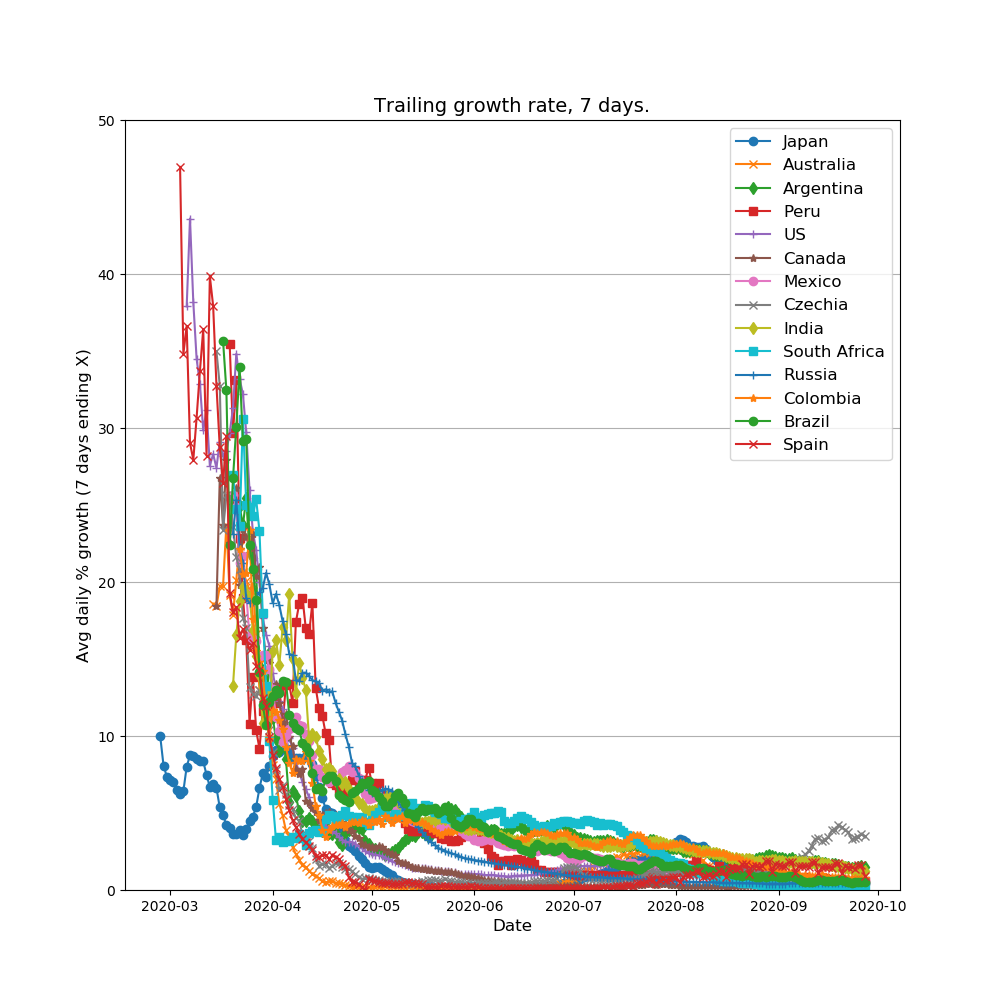 Trailing growth rate, 7 days.
50
40
30
20
10
0
Avg daily % growth (7 days ending X)
Japan
Australia
Argentina
Peru
US
Canada
Mexico
Czechia
India
South Africa
Russia
Colombia
Brazil
Spain
2020-03 2020-04 2020-05 2020-06 2020-07 2020-08 2020-09 2020-10
Date